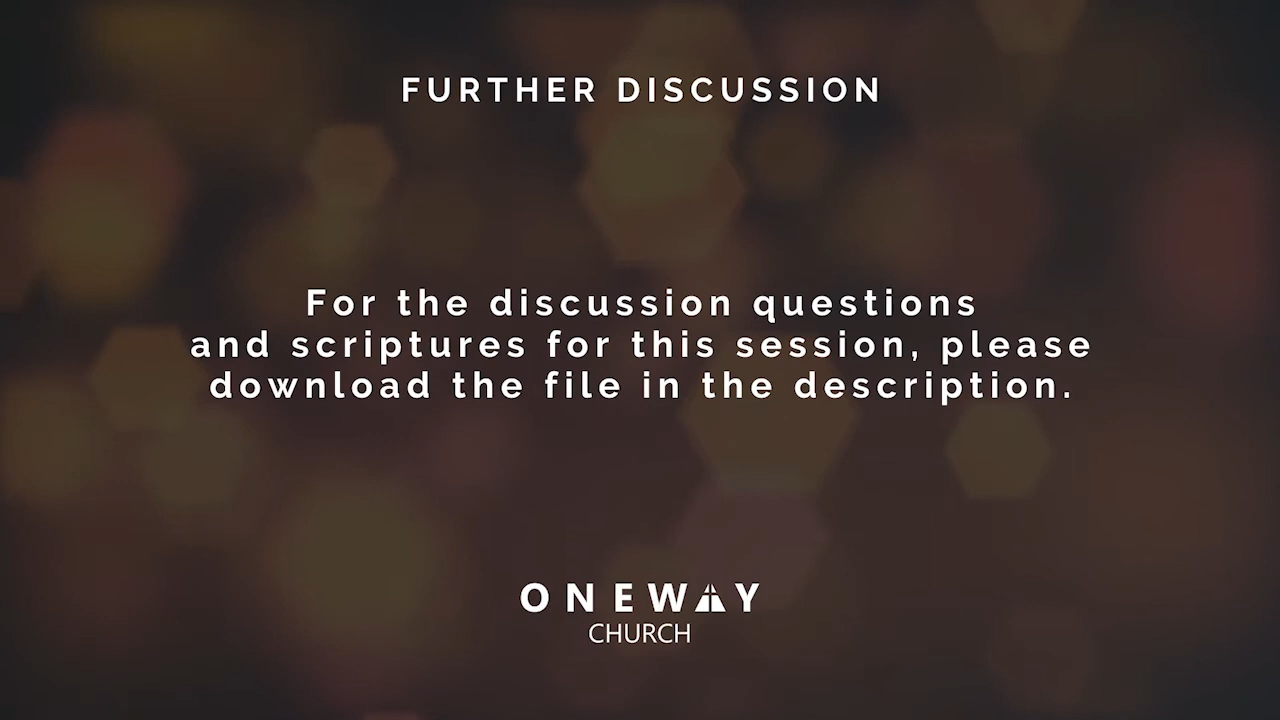 FURTHER DISCUSSION
For the discussion questions
and scriptures for this session, please
download the file in the description.
ONEWAY
CHURCH